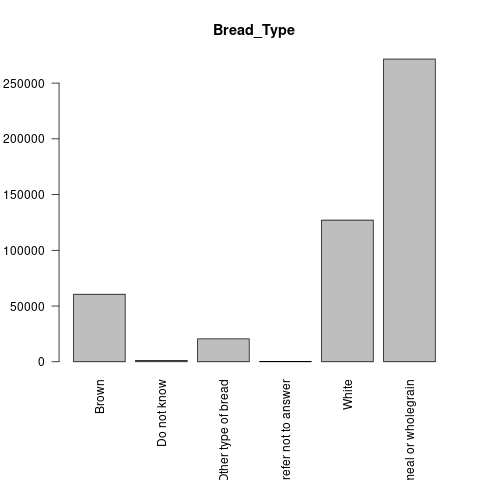 Bread_Type
250000
200000
150000
100000
50000
0
Brown
Do not know
Other type of bread
refer not to answer
White
neal or wholegrain